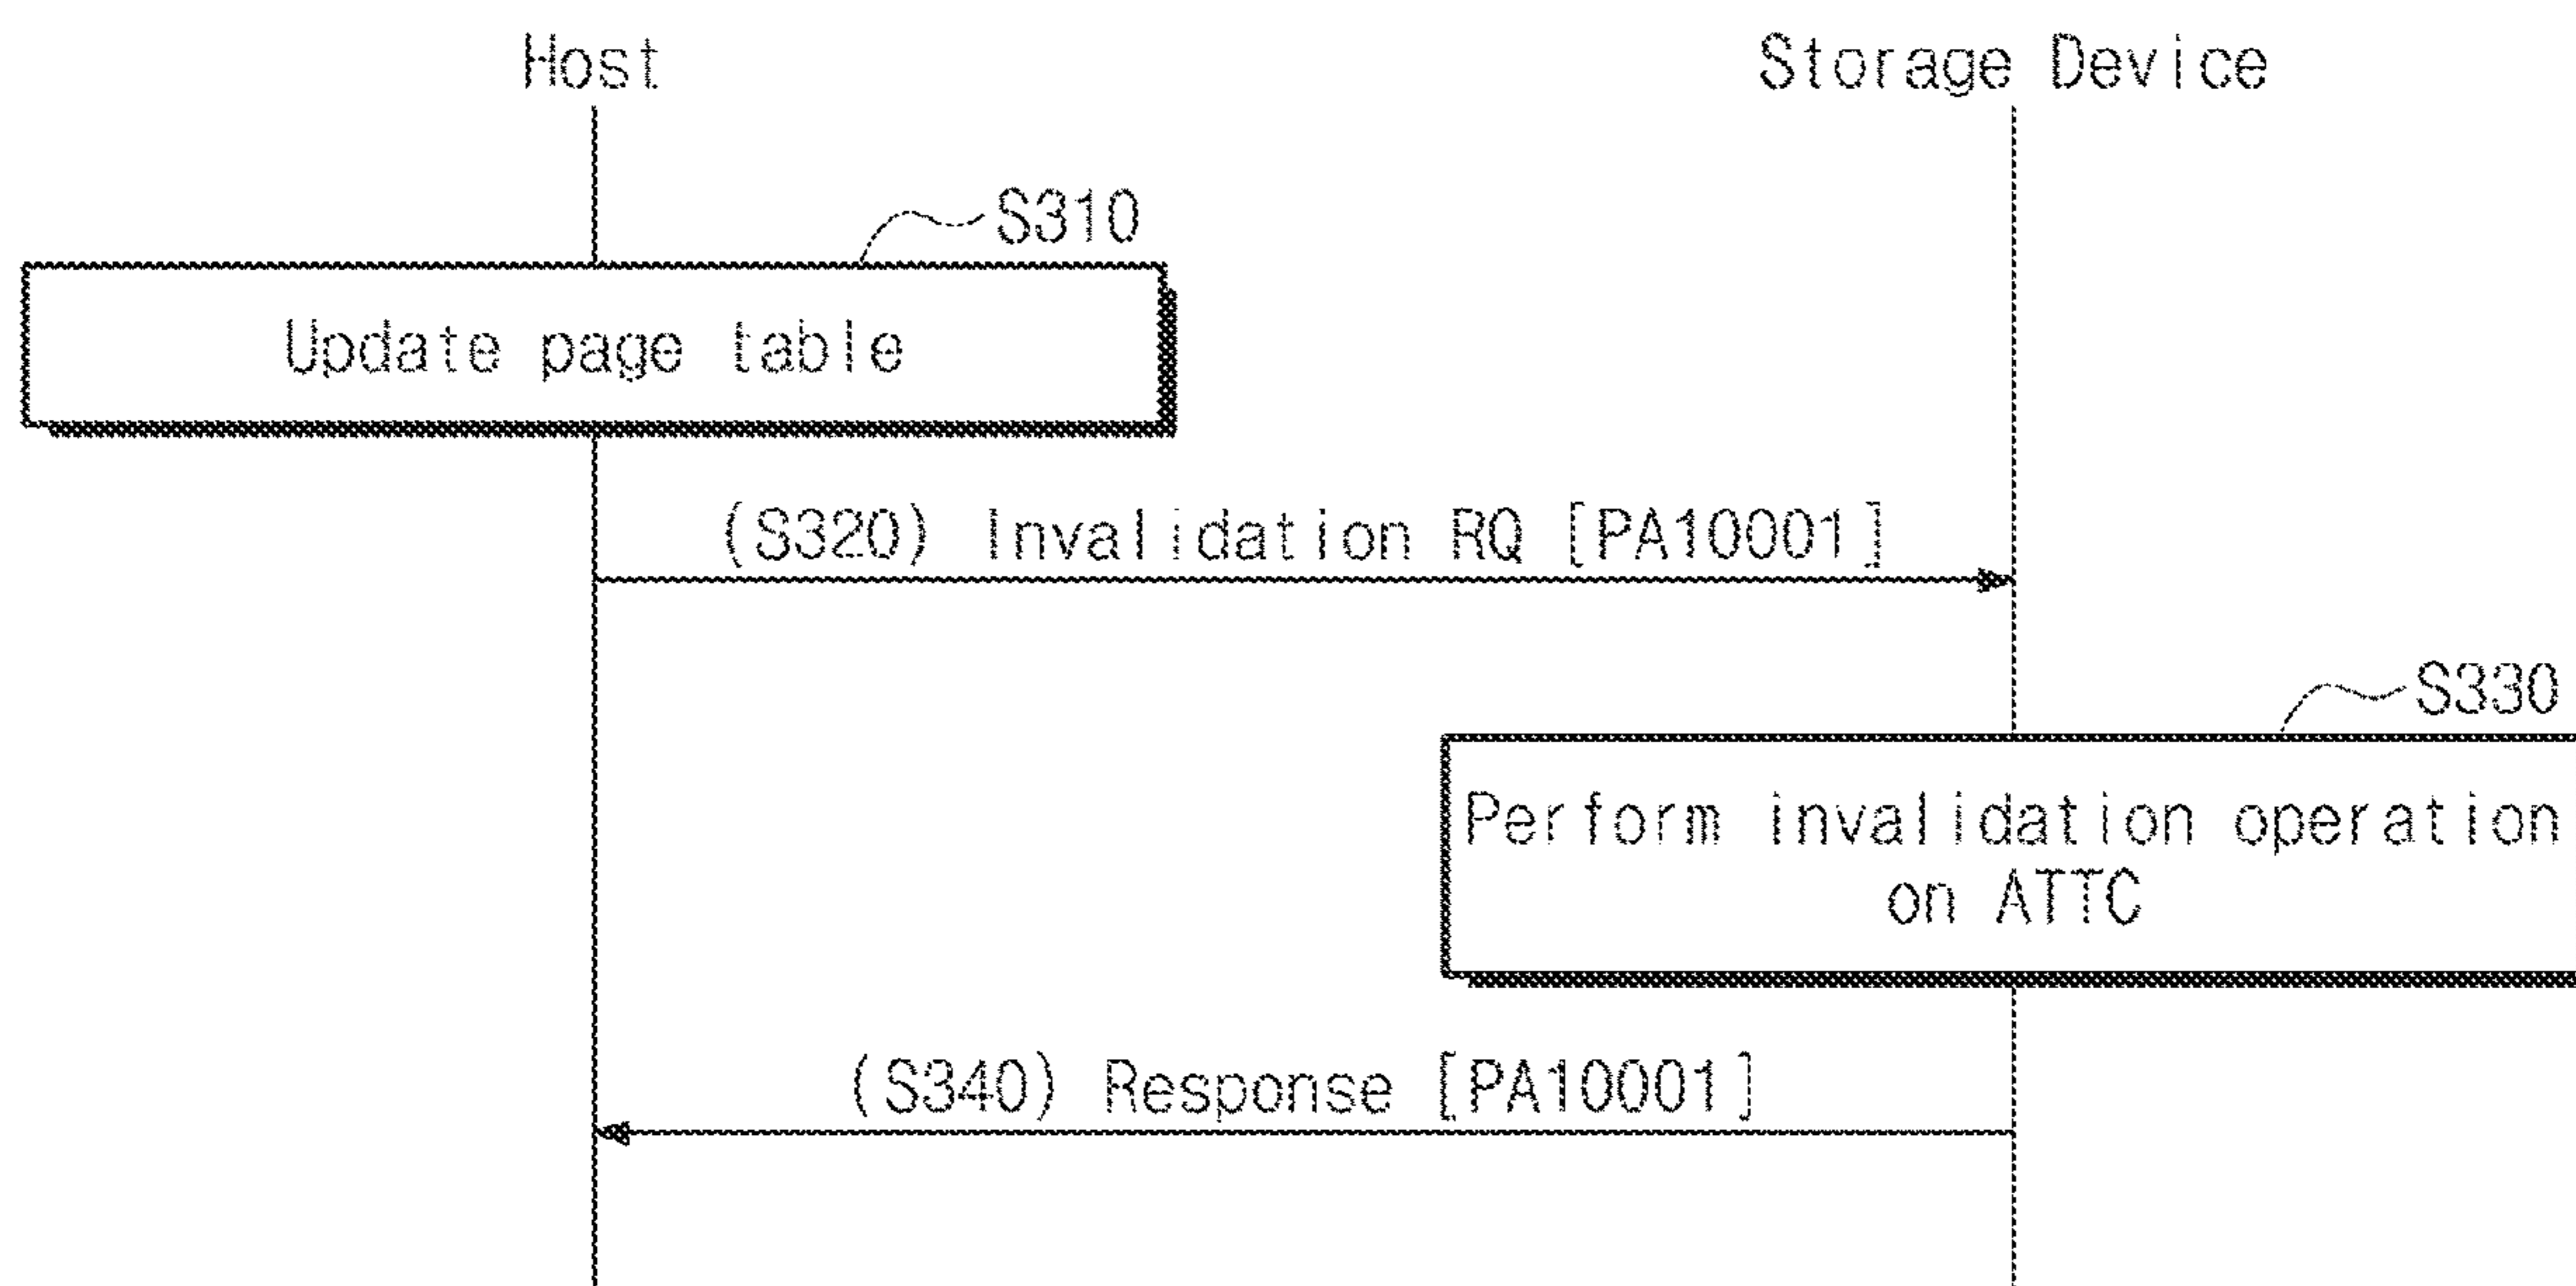 Host
Storage Device
S310
Update page table
(S320) Invalidation RQ [PA10001]
S330
Perform invalidation operation
on ATTC
(S340) Response [PA10001]